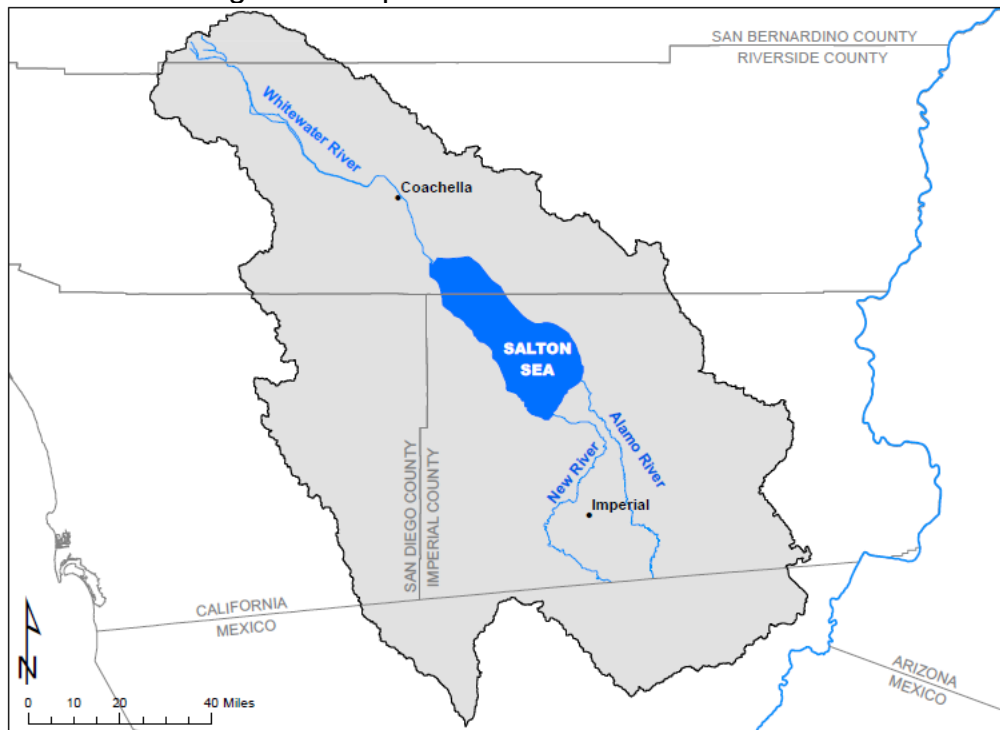 SAN BERNARDINO COUNTY
RIVERSIDE COUNTY
Whitewater River
Coachella
SALTON
SEA
Alamo River
New River
Imperial
SAN DIEGO COUNTY
IMPERIAL COUNTY
CALIFORNIA
MEXICO
ARIZONA
MEXICO
N
0 10 20 40 Miles